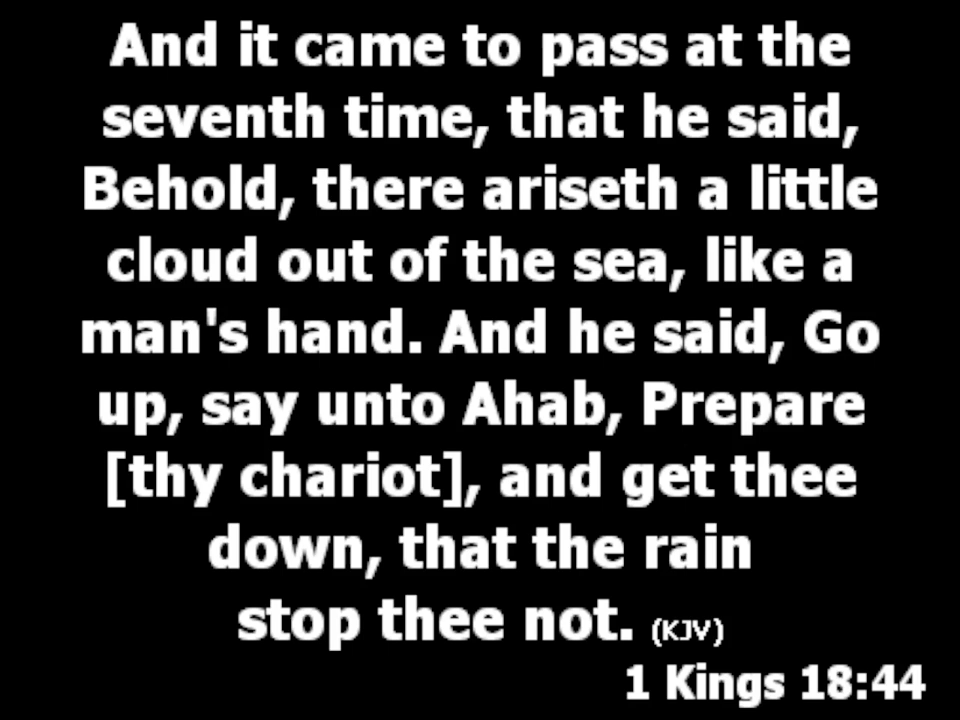 And it came to pass at the
seventh time, that he said,
Behold, there ariseth a little
cloud out of the sea, like a
man's hand. And he said, Go
up, say unto Ahab, Prepare
[thy chariot], and get thee
down, that the rain
stop thee not. (KJV)
1 Kings 18:44